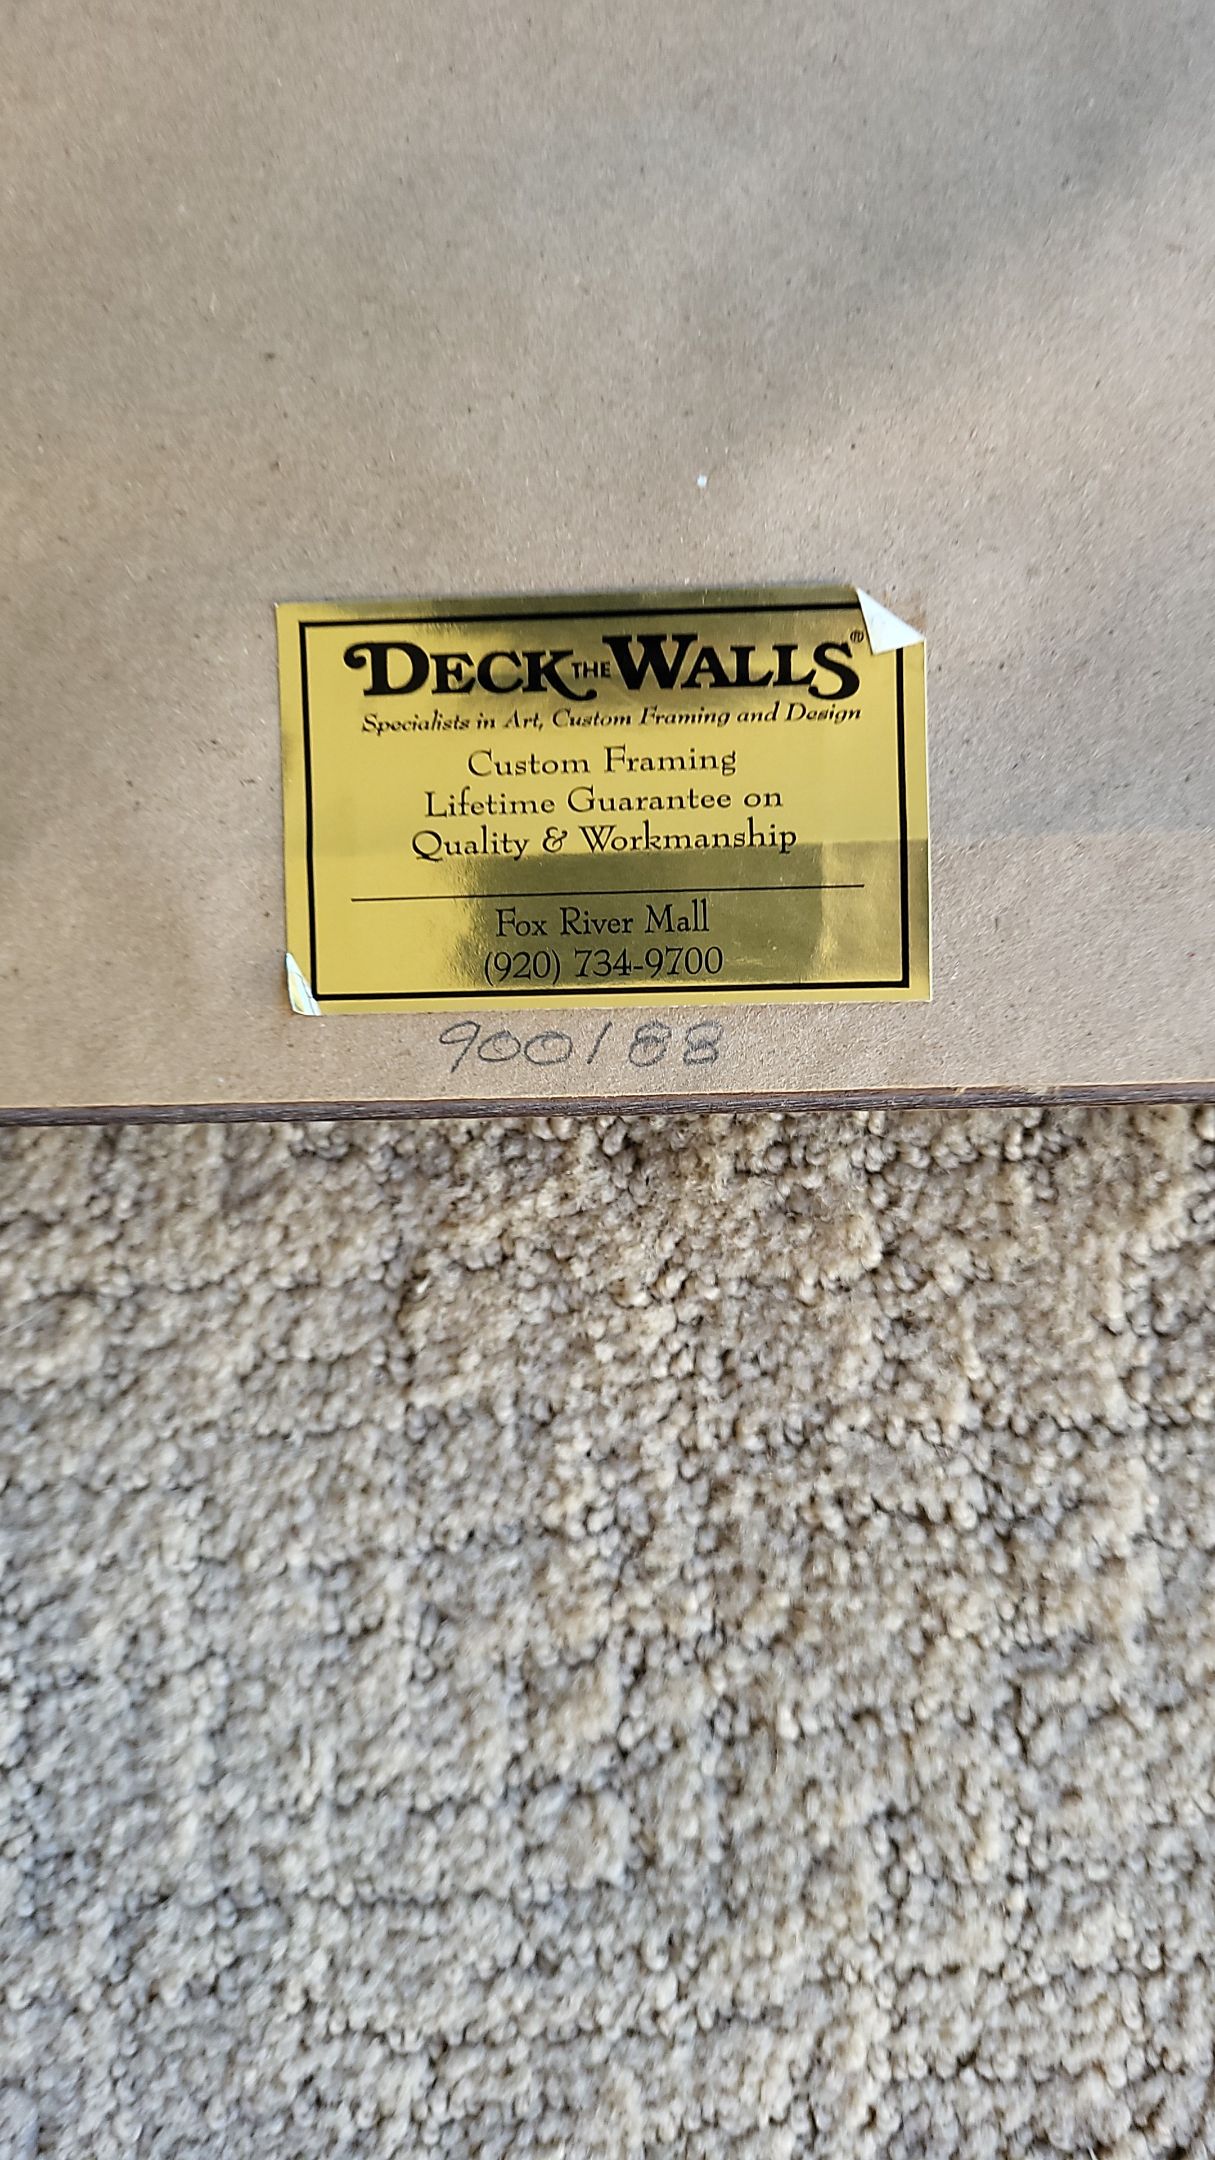 DECK THE WALLS®
Specialists in Art, Custom Framing and Design
Custom Framing
Lifetime Guarantee on
Quality & Workmanship
Fox River Mall
(920) 734-9700
900188